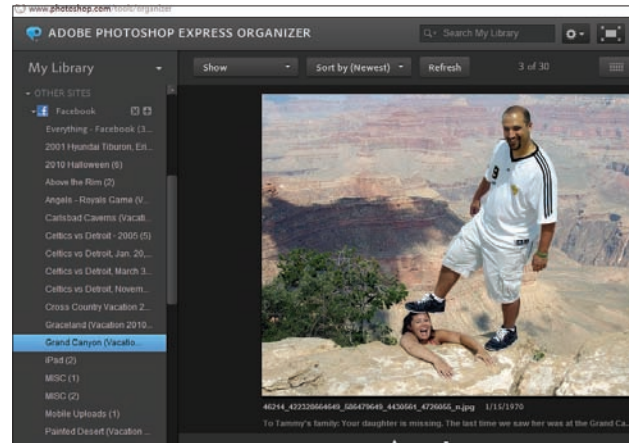 www.photoshop.com/tools/organizer
ADOBE PHOTOSHOP EXPRESS ORGANIZER
Search My Library
My Library
Show
Sort by (Newest)
Refresh
3 of 30
OTHER SITES
Facebook
Everything - Facebook (3...
2001 Hyundai Tiburon, Eri...
2010 Halloween (6)
Above the Rim (2)
Angels - Royals Game (V...
Carlsbad Caverns (Vacati...
Celtics vs Detroit - 2005 (5)
Celtics vs Detroit, Jan. 20,...
Celtics vs Detroit, March 3...
Celtics vs Detroit, Novem...
Cross Country Vacation 2...
Graceland (Vacation 2010...
Grand Canyon (Vacatio...
iPad (2)
MISC (1)
MISC (2)
Mobile Uploads (1)
Painted Desert (Vacation ...
9
46214_422320664649_586479649_4430561_4726055_n.jpg 1/15/1970
To Tammy's family: Your daughter is missing. The last time we saw her was at the Grand Ca...